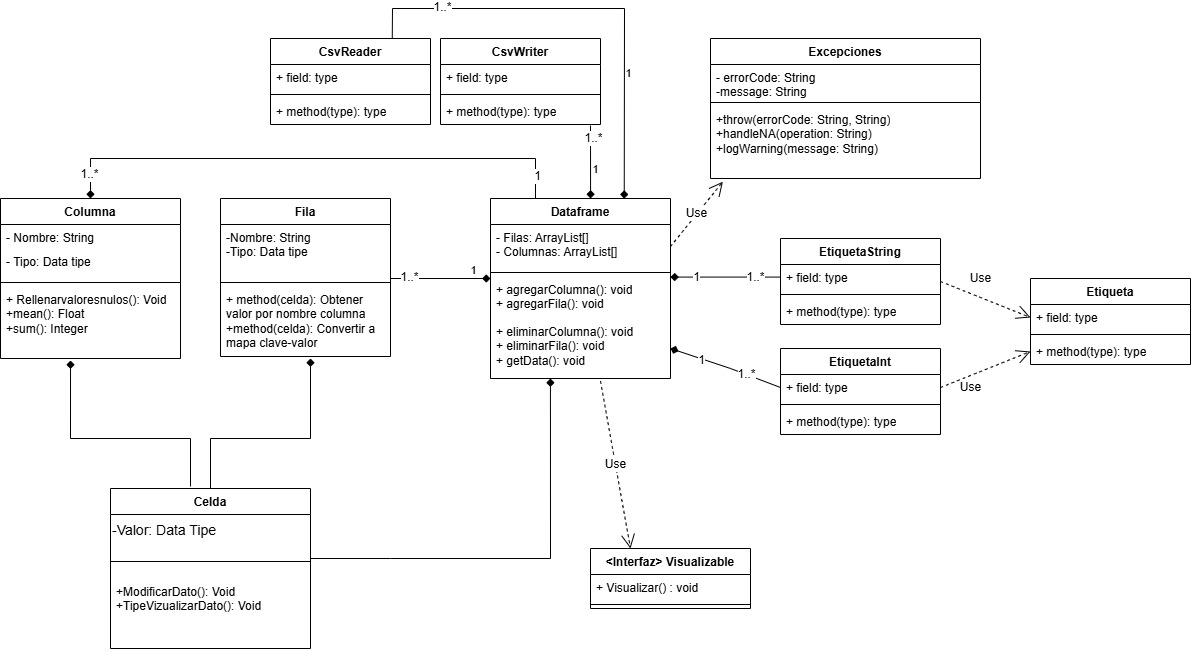 1..*
CsvReader
+ field: type
+ method(type): type
CsvWriter
+ field: type
+ method(type): type
1
Excepciones
- errorCode: String
-message: String
+throw(errorCode: String, String)
+handleNA(operation: String)
+logWarning(message: String)
1..*
1
1..*
1
Columna
- Nombre: String
- Tipo: Data tipe
+ Rellenarvaloresnulos(): Void
+mean(): Float
+sum(): Integer
Fila
-Nombre: String
-Tipo: Data tipe
+ method(celda): Obtener
valor por nombre columna
+method(celda): Convertir a
mapa clave-valor
1..*
1
Dataframe
- Filas: ArrayList[]
- Columnas: ArrayList[]
+ agregarColumna(): void
+ agregarFila(): void
+ eliminarColumna(): void
+ eliminarFila(): void
+ getData(): void
Use
1
1..*
EtiquetaString
+ field: type
+ method(type): type
Use
Etiqueta
+ field: type
+ method(type): type
1
1..*
EtiquetaInt
+ field: type
+ method(type): type
Use
Use
Celda
-Valor: Data Tipe
+ModificarDato(): Void
+TipeVizualizarDato(): Void
<Interfaz> Visualizable
+ Visualizar() : void